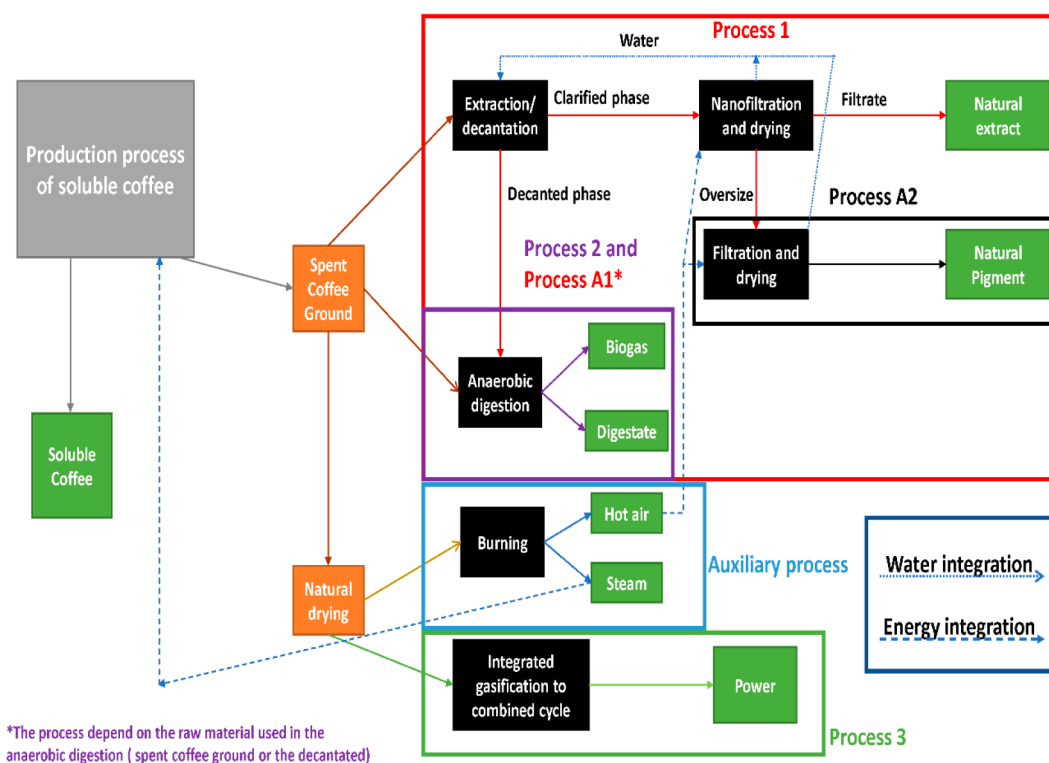 Process 1
Water
Extraction/
decantation
Clarified phase
Nanofiltration
and drying
Filtrate
Natural
extract
Production process
of soluble coffee
Decanted phase
Oversize
Process A2
Spent
Coffee
Ground
Process 2 and
Process A1*
Filtration and
drying
Natural
Pigment
Biogas
Anaerobic
digestion
Digestate
Soluble
Coffee
Hot air
Burning
Auxiliary process
Steam
Water integration
Energy integration
Natural
drying
Integrated
gasification to
combined cycle
Power
Process 3
*The process depend on the raw material used in the
anaerobic digestion ( spent coffee ground or the decantated)